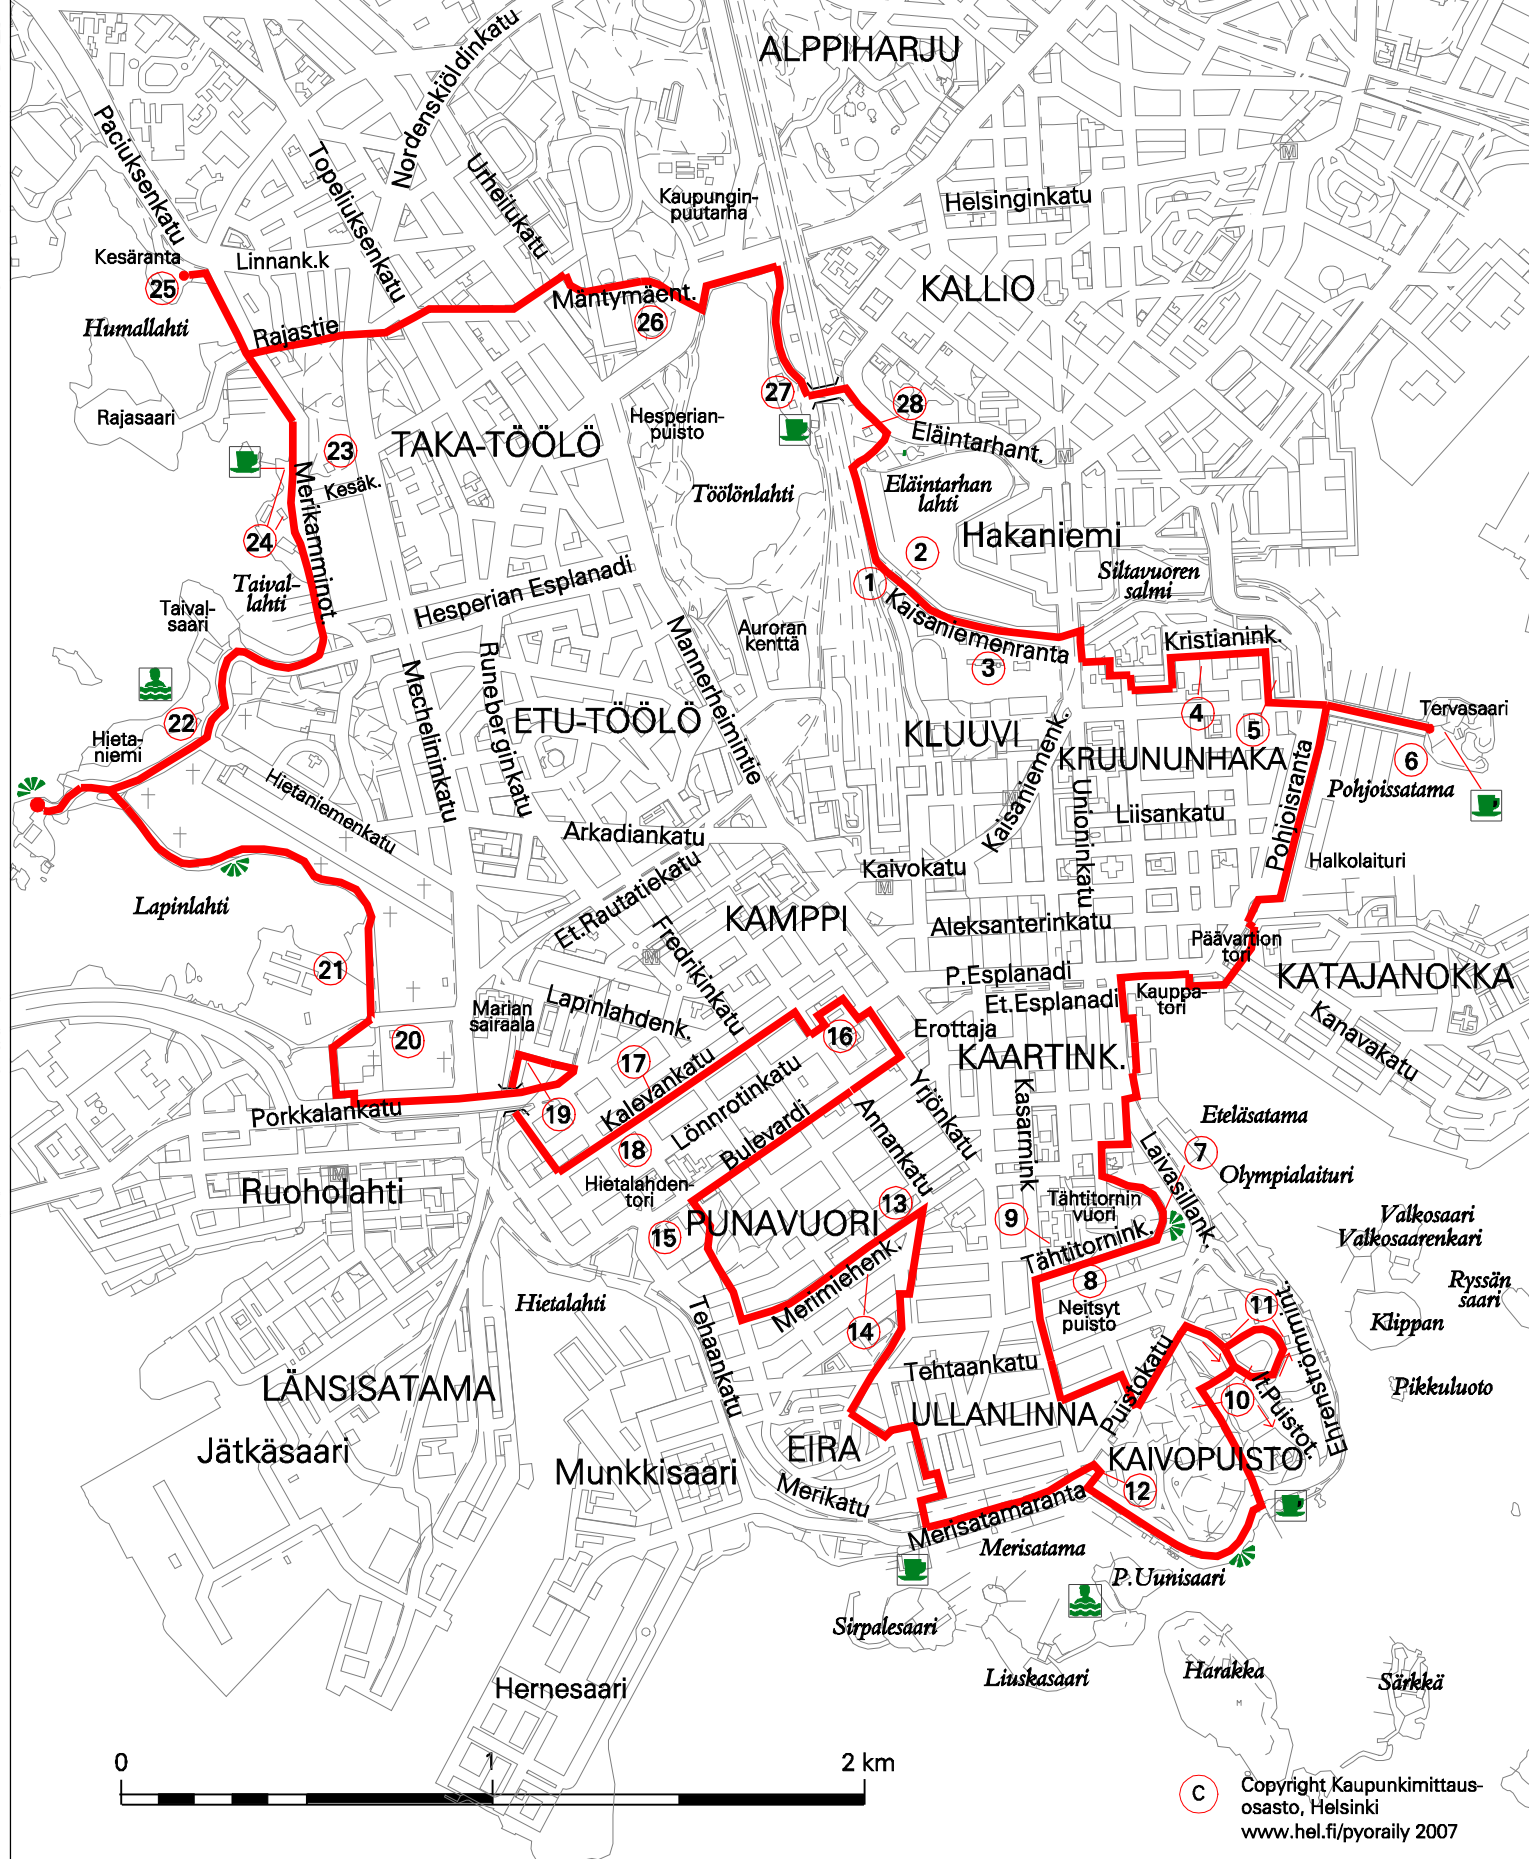 ALPPIHARJU
Nordenskiöldinkatu
Paciuksenkatu
Topeliuksenkatu
Urheilukatu
Kaupungin-
puutarha
Helsinginkatu
M
Kesäranta
25
Linnank.k
Humallahti
Rajastie
Mäntymäent.
26
KALLIO
Rajasaari
23
TAKA-TÖÖLÖ
Hesperian-
puisto
27
28
Eläintarhant.
M
Merikamminot.
Kesäk.
Töölönlahti
Eläintarhan
lahti
24
Hakaniemi
2
1
Taival-
lahti
Siltavuoren
salmi
Taival-
saari
Hesperian Esplanadi
Kaisaniemenranta
Auroran
kenttä
Mannerheimintie
Kristianink.
3
Runeberginkatu
Mechelininkatu
22
Hieta-
niemi
ETU-TÖÖLÖ
KLUUVI
Kaisaniemenk.
4
5
Tervasaari
6
KRUUNUNHAKA
Pohjoisranta
Pohjoissatama
Hietaniemenkatu
M
Unioninkatu
Liisankatu
Arkadiankatu
Halkolaituri
Kaivokatu
M
Lapinlahti
Et.Rautatiekatu
KAMPPI
Aleksanterinkatu
Päävartion
tori
M
Fredrikinkatu
21
P.Esplanadi
KATAJANOKKA
Marian
sairaala
Lapinlahdenk.
Et.Esplanadi
Kauppa-
tori
Kanavakatu
20
16
Erottaja
KAARTINK.
17
Kalevankatu
Lönnrotinkatu
Yrjönkatu
Kasarmink
Porkkalankatu
19
Bulevardi
Annankatu
Eteläsatama
18
Laivasillank.
7
M
Ruoholahti
Hietalahden-
tori
Olympialaituri
13
Tähtitornin
vuori
Valkosaari
Valkosaarenkari
15
PUNAVUORI
9
Tähtitornink.
Merimiehenk.
8
Ryssän
saari
Hietalahti
Neitsyt
puisto
11
Ehrenströmmint.
Klippan
Tehaankatu
14
Puistokatu
Tehtaankatu
LÄNSISATAMA
It.Puistot.
Pikkuluoto
10
ULLANLINNA
Jätkäsaari
EIRA
KAIVOPUISTO
Munkkisaari
Merikatu
12
Merisatamaranta
Merisatama
P.Uunisaari
Sirpalesaari
Liuskasaari
Harakka
Särkkä
Hernesaari
M
0 1 2 km
C
Copyright Kaupunkimittaus-
osasto, Helsinki
www.hel.fi/pyoraily 2007